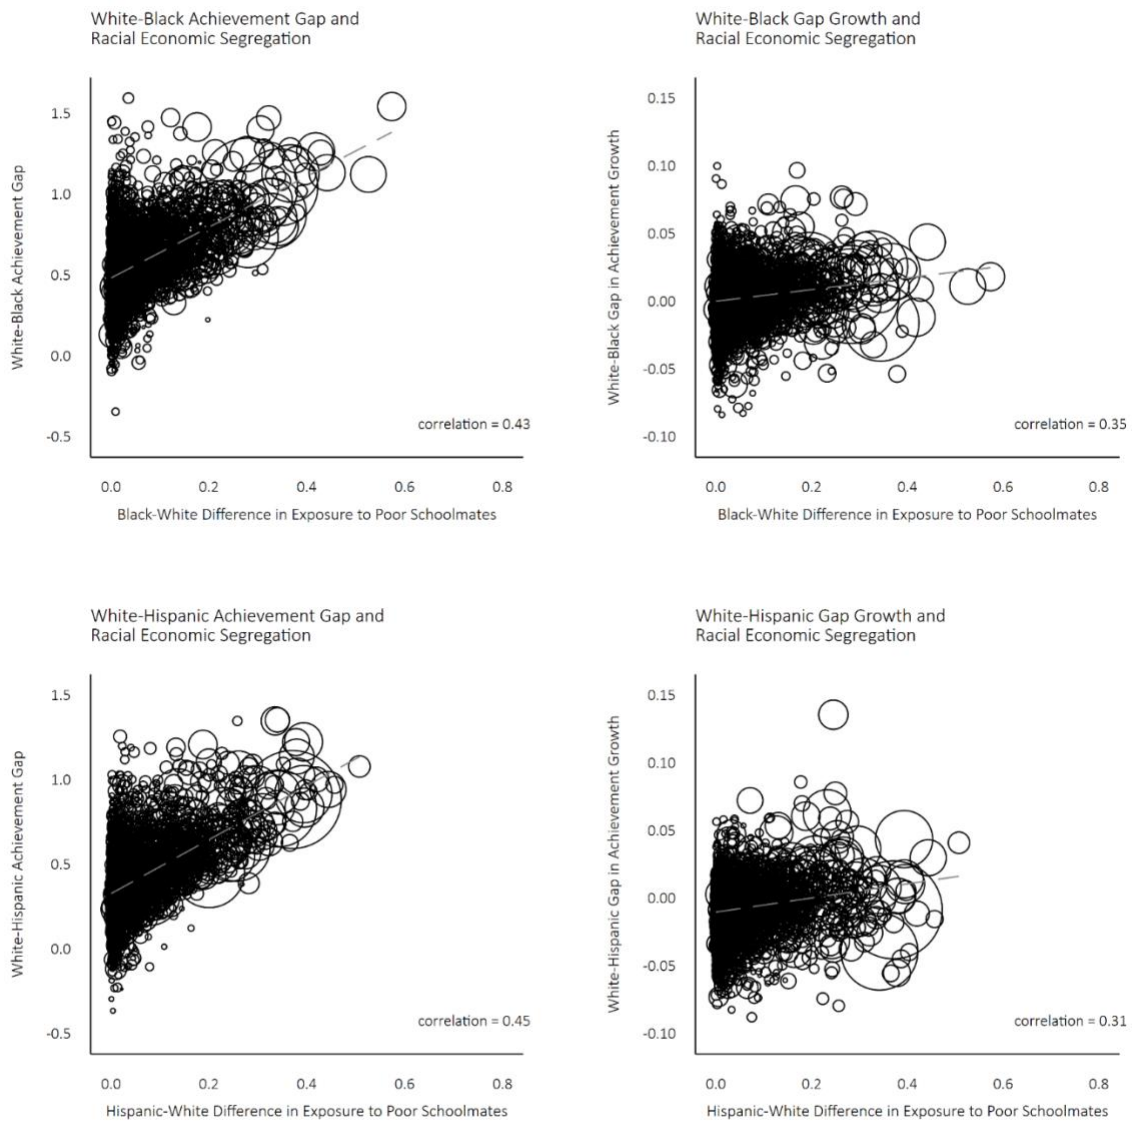 White-Black Achievement Gap and
Racial Economic Segregation
White-Black Achievement Gap
1.5
1.0
0.5
0.0
-0.5
correlation = 0.43
0.0 0.2 0.4 0.6 0.8
Black-White Difference in Exposure to Poor Schoolmates
White-Black Gap Growth and
Racial Economic Segregation
White-Black Gap in Achievement Growth
0.15
0.10
0.05
0.00
-0.05
-0.10
correlation = 0.35
0.0 0.2 0.4 0.6 0.8
Black-White Difference in Exposure to Poor Schoolmates
White-Hispanic Achievement Gap and
Racial Economic Segregation
White-Hispanic Achievement Gap
1.5
1.0
0.5
0.0
-0.5
correlation = 0.45
0.0 0.2 0.4 0.6 0.8
Hispanic-White Difference in Exposure to Poor Schoolmates
White-Hispanic Gap Growth and
Racial Economic Segregation
White-Hispanic Gap in Achievement Growth
0.15
0.10
0.05
0.00
-0.05
-0.10
correlation = 0.31
0.0 0.2 0.4 0.6 0.8
Hispanic-White Difference in Exposure to Poor Schoolmates